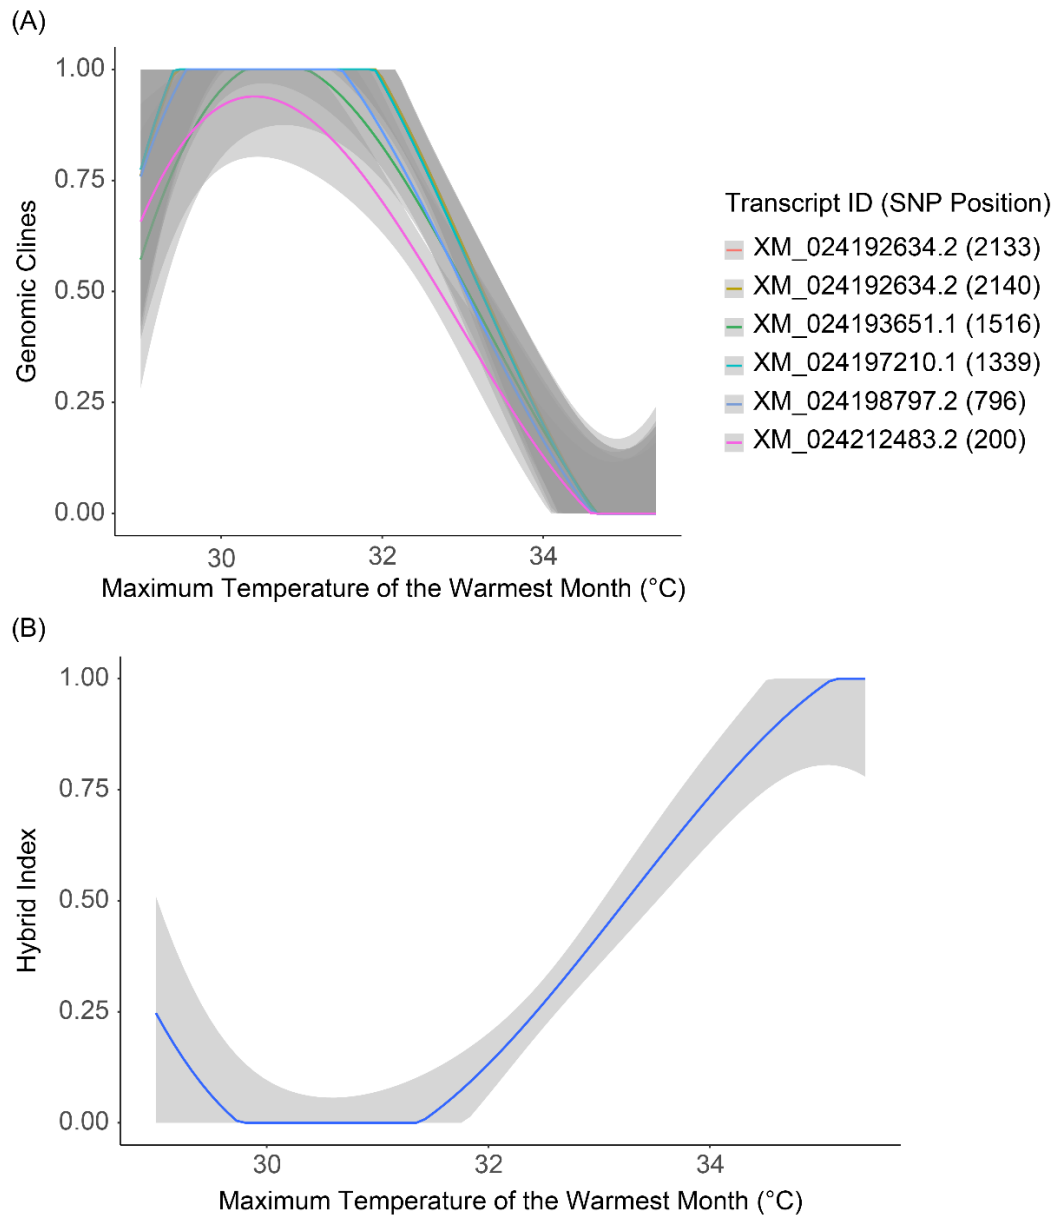 (A)
1.00
0.75
0.50
0.25
0.00
Genomic Clines
30
32
34
Maximum Temperature of the Warmest Month (°C)
Transcript ID (SNP Position)
XM_024192634.2 (2133)
XM_024192634.2 (2140)
XM_024193651.1 (1516)
XM_024197210.1 (1339)
XM_024198797.2 (796)
XM_024212483.2 (200)
(B)
1.00
0.75
0.50
0.25
0.00
Hybrid Index
30
32
34
Maximum Temperature of the Warmest Month (°C)